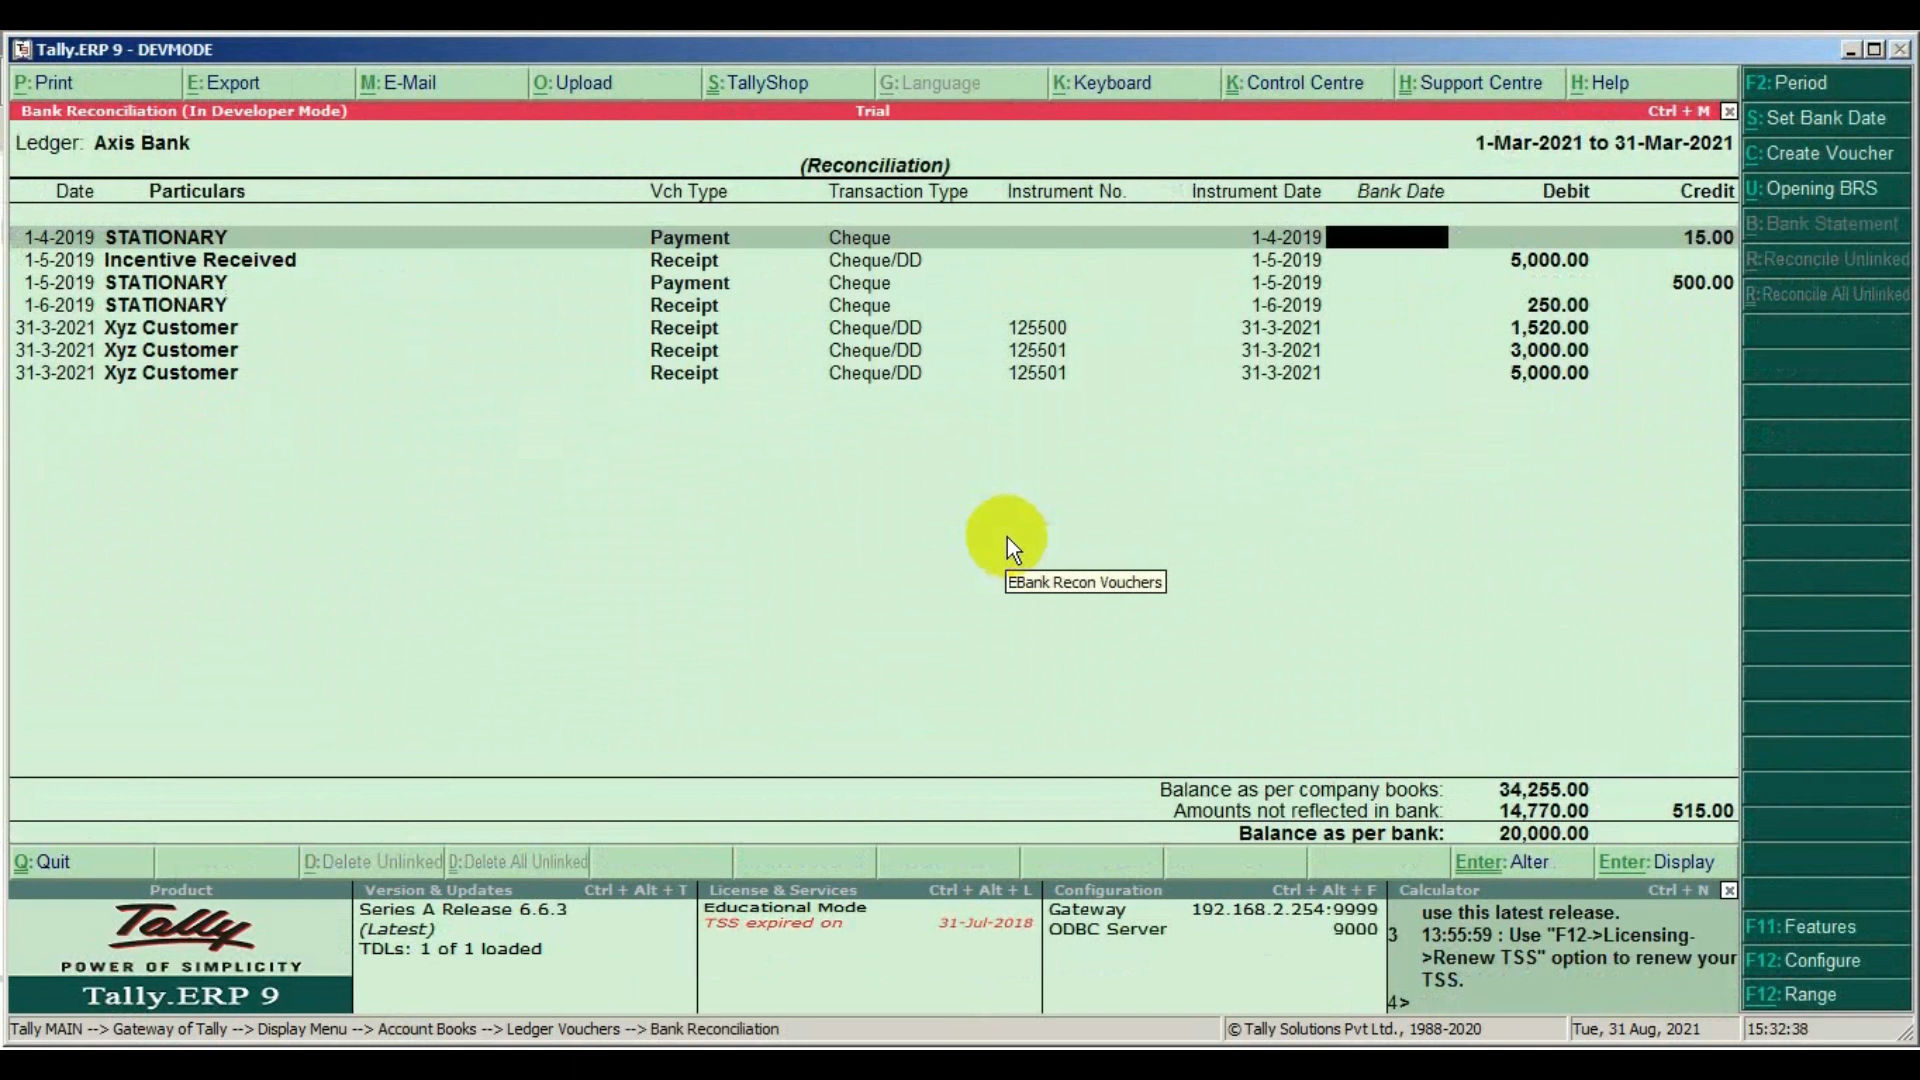 Tally.ERP 9 - DEVMODE
P: Print E: Export M: E-Mail O: Upload S: TallyShop G: Language K: Keyboard K: Control Centre H: Support Centre H: Help
Bank Reconciliation (In Developer Mode) Trial Ctrl + M
Ledger: Axis Bank 1-Mar-2021 to 31-Mar-2021
(Reconciliation)
Date Particulars Vch Type Transaction Type Instrument No. Instrument Date Bank Date Debit Credit
1-4-2019 STATIONARY Payment Cheque 1-4-2019 15.00
1-5-2019 Incentive Received Receipt Cheque/DD 1-5-2019 5,000.00
1-5-2019 STATIONARY Payment Cheque 1-5-2019 500.00
1-6-2019 STATIONARY Receipt Cheque 1-6-2019 250.00
31-3-2021 Xyz Customer Receipt Cheque/DD 125500 31-3-2021 1,520.00
31-3-2021 Xyz Customer Receipt Cheque/DD 125501 31-3-2021 3,000.00
31-3-2021 Xyz Customer Receipt Cheque/DD 125501 31-3-2021 5,000.00
EBank Recon Vouchers
Balance as per company books: 34,255.00
Amounts not reflected in bank: 14,770.00 515.00
Balance as per bank: 20,000.00
Q: Quit D: Delete Unlinked D: Delete All Unlinked Enter: Alter Enter: Display
F2: Period
S: Set Bank Date
C: Create Voucher
U: Opening BRS
B: Bank Statement
R: Reconcile Unlinked
R: Reconcile All Unlinked
F11: Features
F12: Configure
F12: Range
Product
Tally
POWER OF SIMPLICITY
Tally.ERP 9
Version & Updates Ctrl + Alt + T
Series A Release 6.6.3
(Latest)
TDLs: 1 of 1 loaded
License & Services Ctrl + Alt + L
Educational Mode
TSS expired on 31-Jul-2018
Configuration Ctrl + Alt + F
Gateway 192.168.2.254:9999
ODBC Server 9000
Calculator Ctrl + N
use this latest release.
3 13:55:59 : Use "F12->Licensing-
>Renew TSS" option to renew your
TSS.
4>
Tally MAIN --> Gateway of Tally --> Display Menu --> Account Books --> Ledger Vouchers --> Bank Reconciliation © Tally Solutions Pvt Ltd., 1988-2020 Tue, 31 Aug, 2021 15:32:38